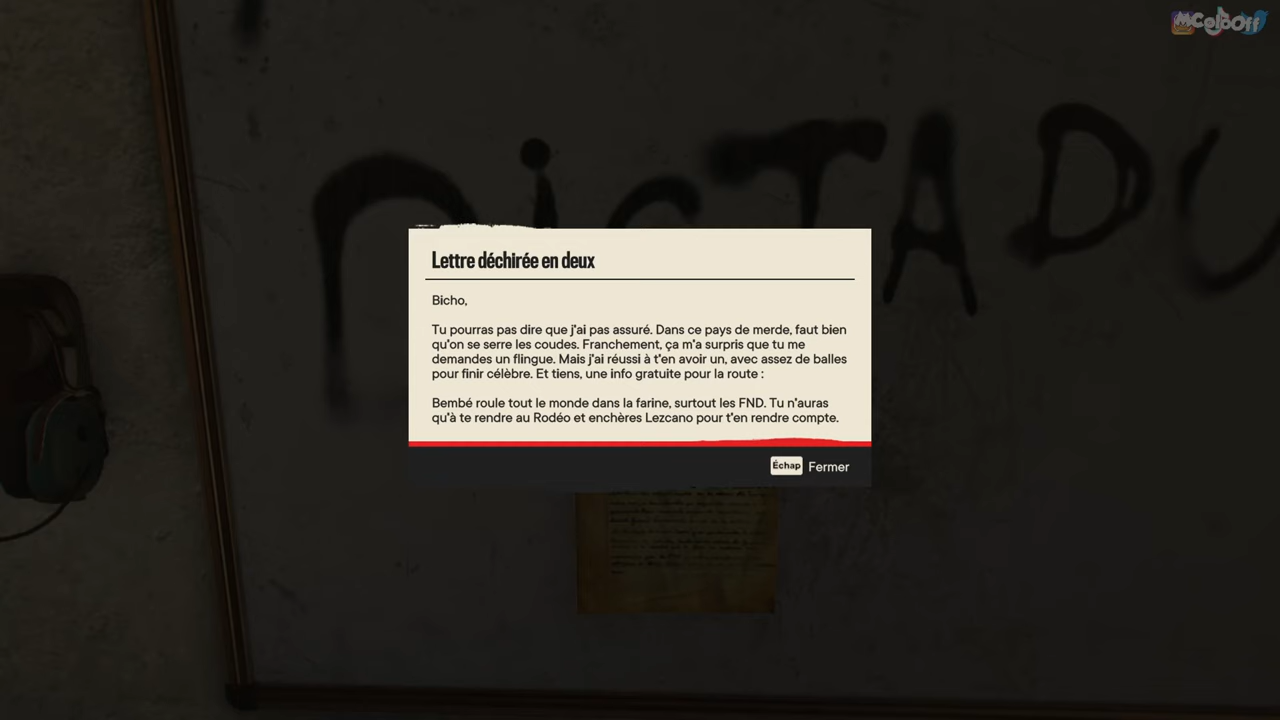 McoldOff
DicTADU
Lettre déchirée en deux
Bicho,
Tu pourras pas dire que j'ai pas assuré. Dans ce pays de merde, faut bien
qu'on se serre les coudes. Franchement, ça m'a surpris que tu me
demandes un flingue. Mais j'ai réussi à t'en avoir un, avec assez de balles
pour finir célèbre. Et tiens, une info gratuite pour la route :
Bembé roule tout le monde dans la farine, surtout les FND. Tu n'auras
qu'à te rendre au Rodéo et enchères Lezcano pour t'en rendre compte.
Échap Fermer